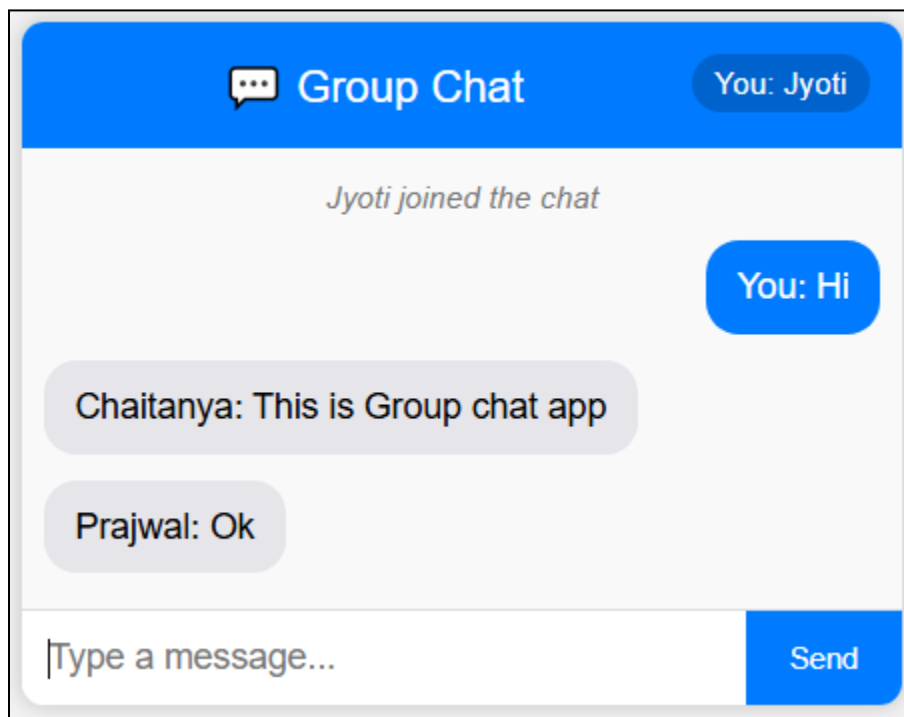 💬 Group Chat
You: Jyoti
Jyoti joined the chat
You: Hi
Chaitanya: This is Group chat app
Prajwal: Ok
Type a message...
Send